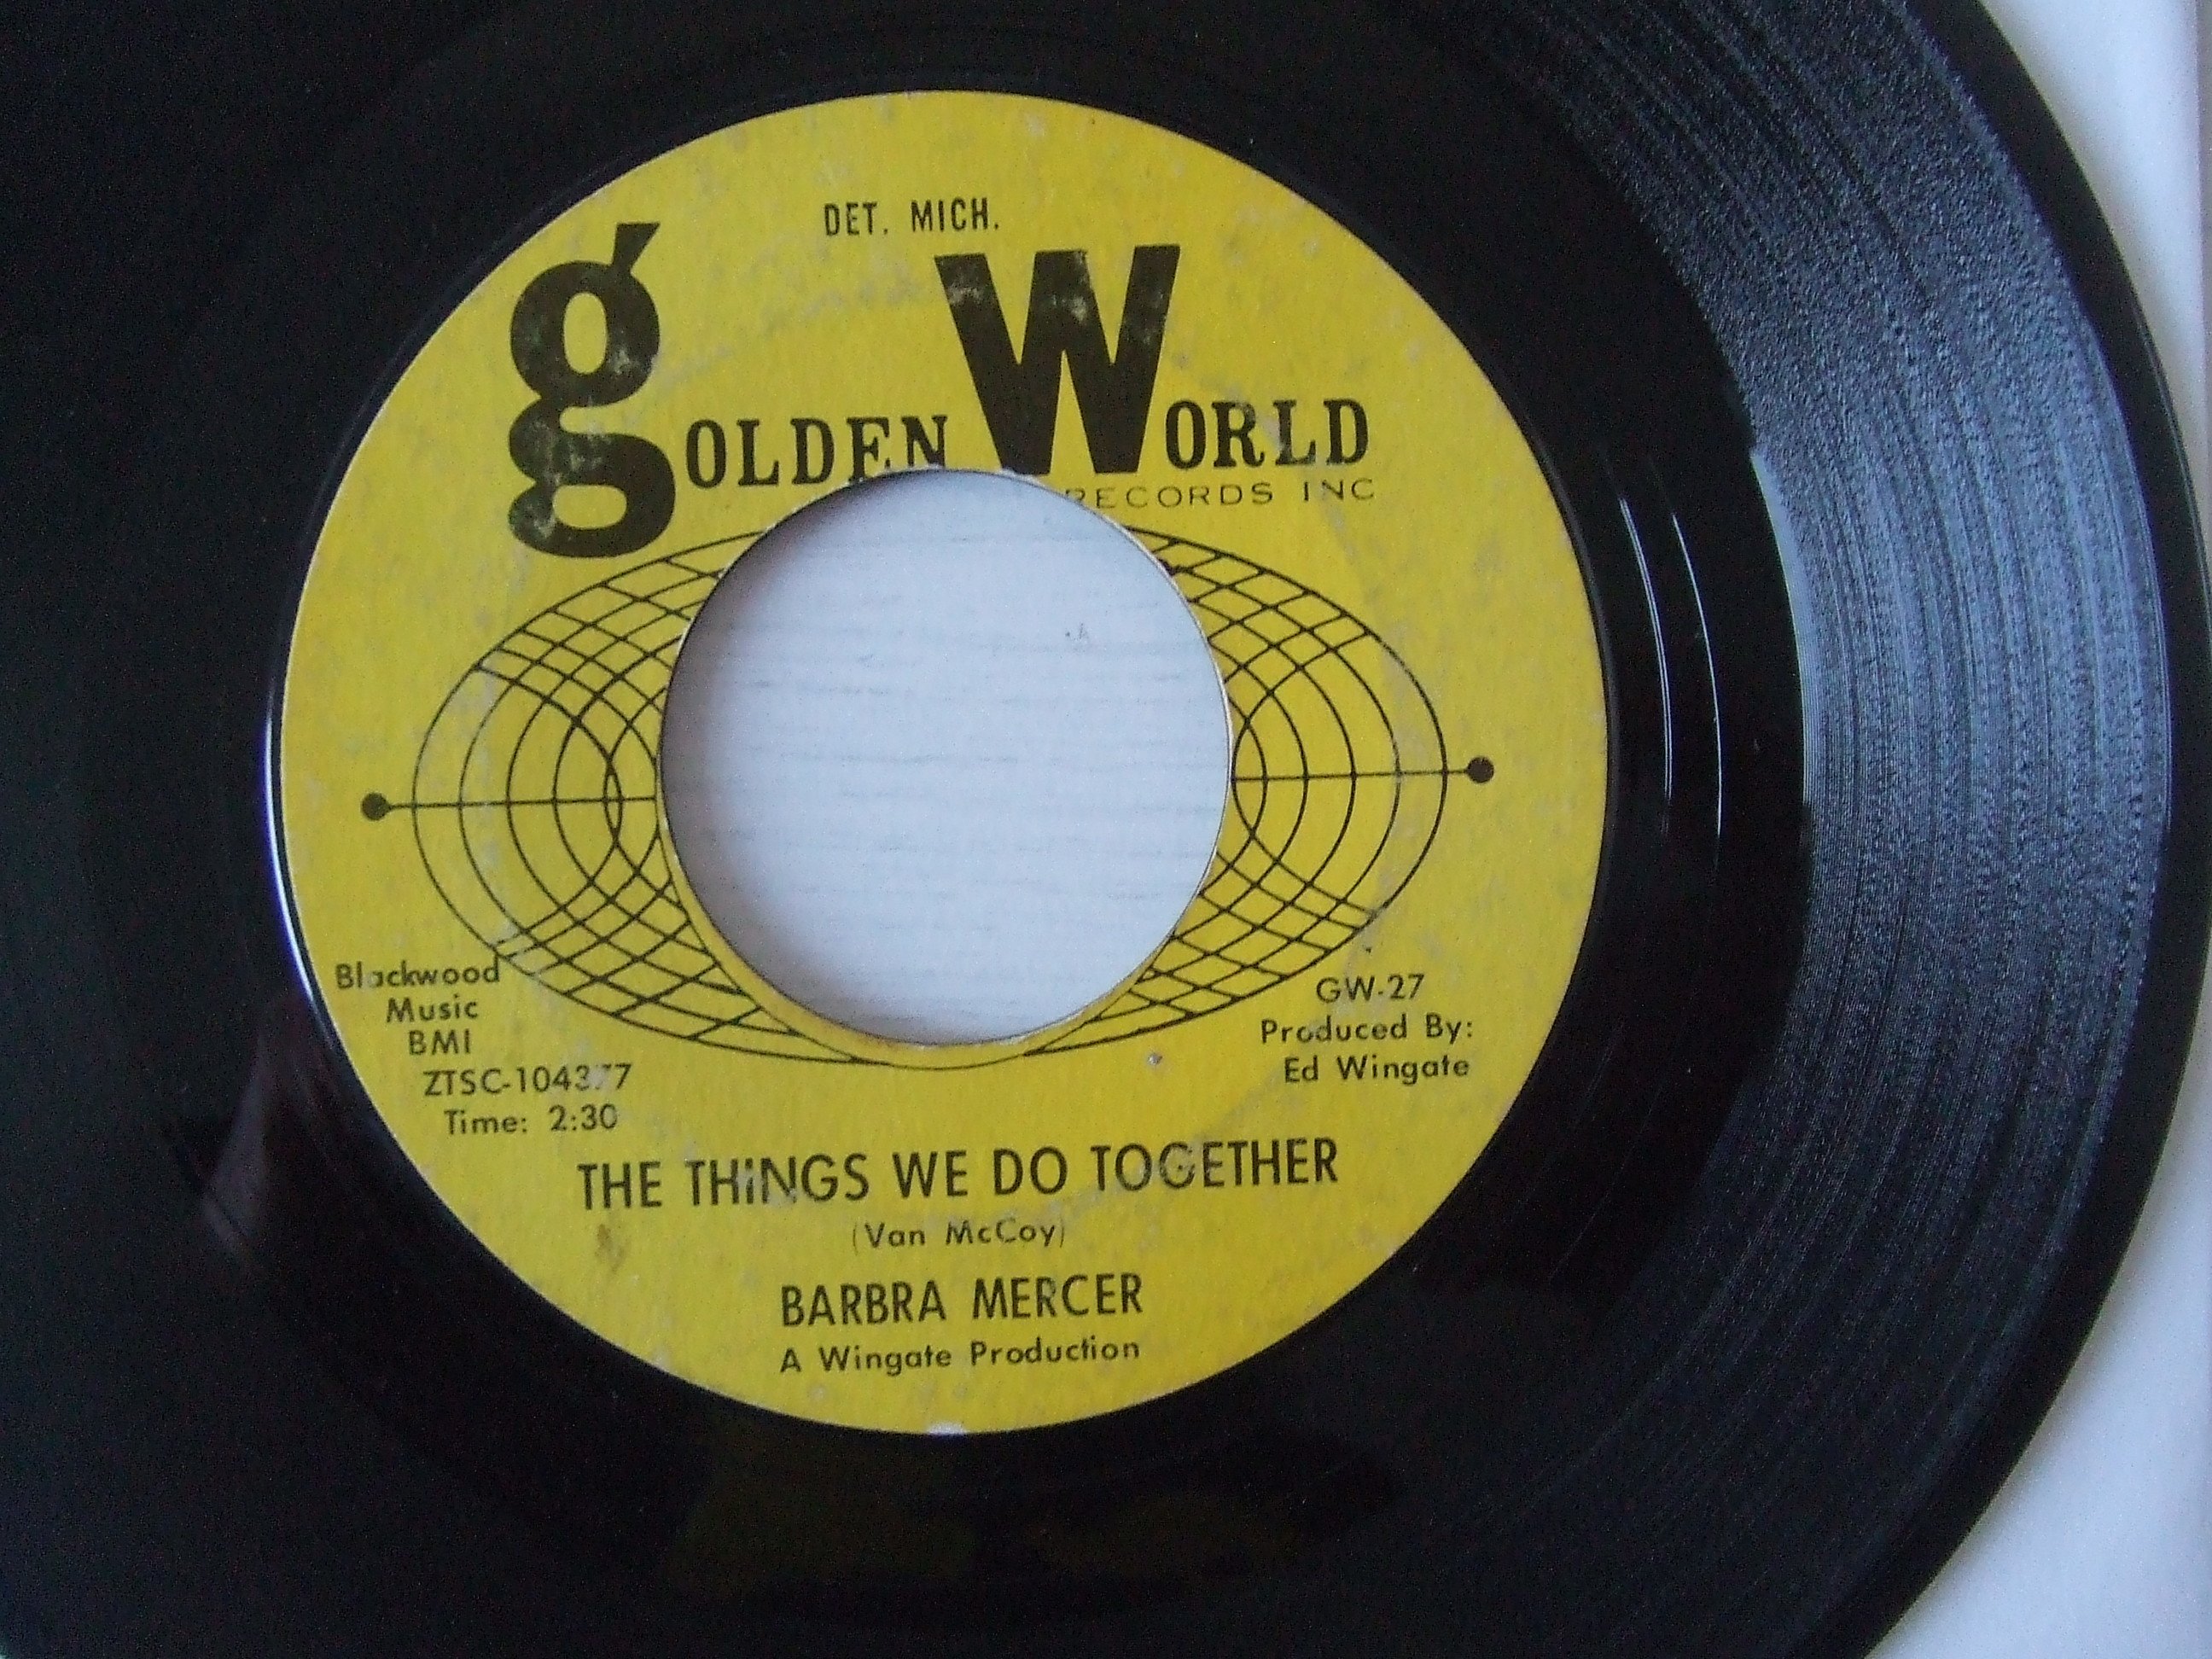 DET. MICH.
gOLDEN WORLD
RECORDS INC
Blackwood
Music
BMI
ZTSC-104377
Time: 2:30
GW-27
Produced By:
Ed Wingate
THE THiNGS WE DO TOGETHER
(Van McCoy)
BARBRA MERCER
A Wingate Production